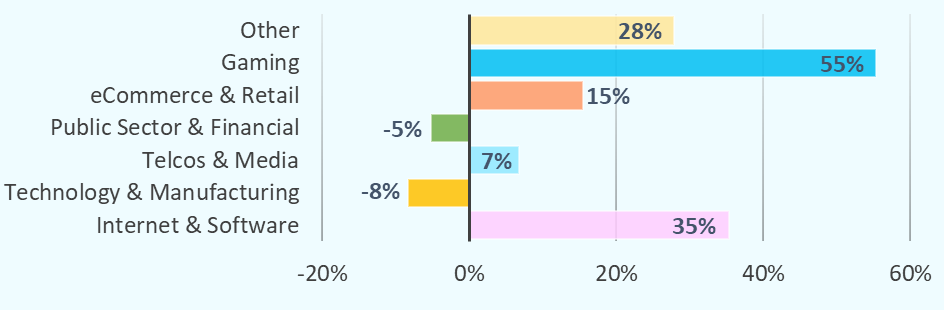 Other 28%
Gaming 55%
eCommerce & Retail 15%
Public Sector & Financial -5%
Telcos & Media 7%
Technology & Manufacturing -8%
Internet & Software 35%
-20% 0% 20% 40% 60%